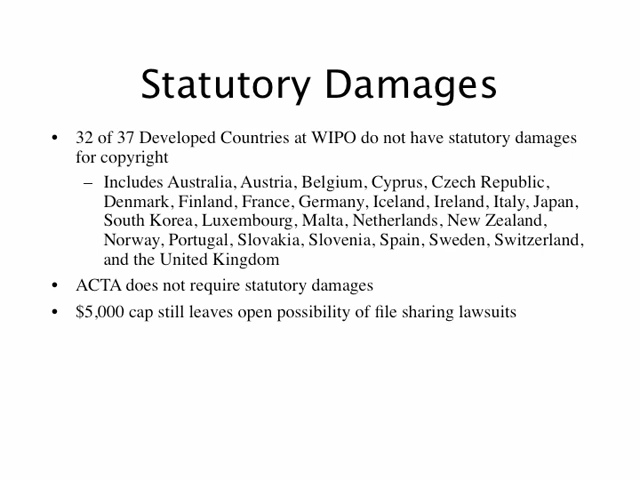 Statutory Damages
• 32 of 37 Developed Countries at WIPO do not have statutory damages
for copyright
– Includes Australia, Austria, Belgium, Cyprus, Czech Republic,
Denmark, Finland, France, Germany, Iceland, Ireland, Italy, Japan,
South Korea, Luxembourg, Malta, Netherlands, New Zealand,
Norway, Portugal, Slovakia, Slovenia, Spain, Sweden, Switzerland,
and the United Kingdom
• ACTA does not require statutory damages
• $5,000 cap still leaves open possibility of file sharing lawsuits